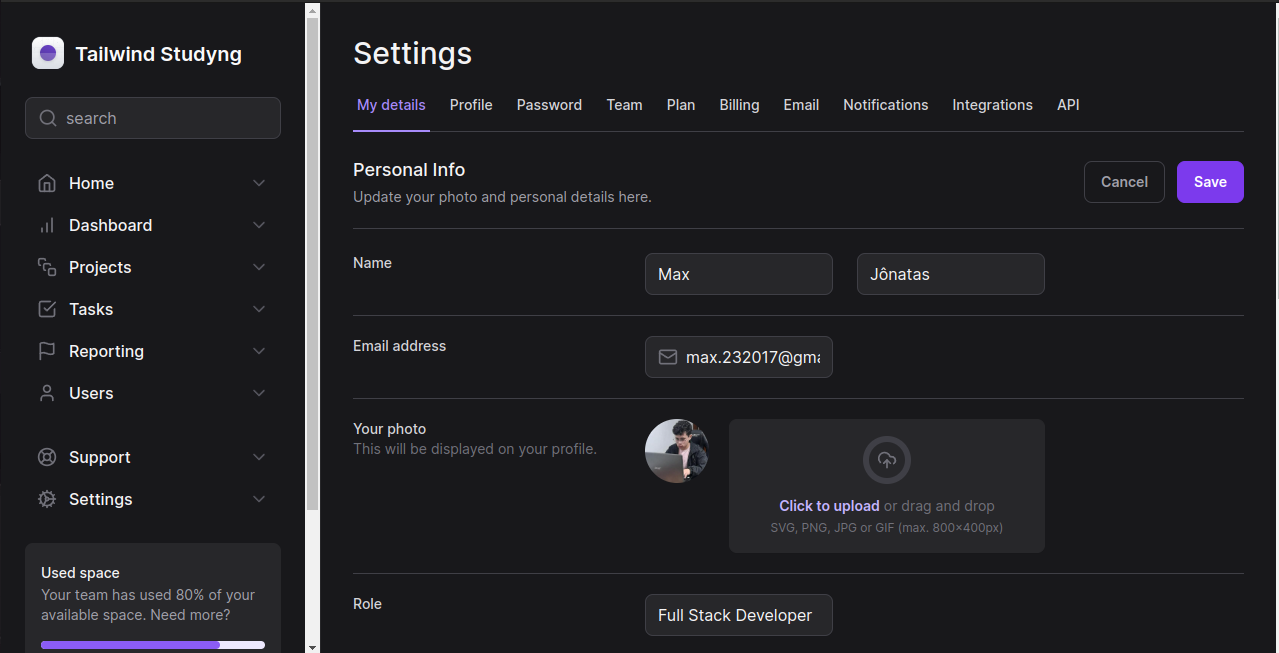 Tailwind Studyng
search
Home
Dashboard
Projects
Tasks
Reporting
Users
Support
Settings
Used space
Your team has used 80% of your
available space. Need more?
Settings
My details Profile Password Team Plan Billing Email Notifications Integrations API
Personal Info
Update your photo and personal details here.
Cancel Save
Name
Max Jônatas
Email address
max.232017@gma
Your photo
This will be displayed on your profile.
Click to upload or drag and drop
SVG, PNG, JPG or GIF (max. 800×400px)
Role
Full Stack Developer